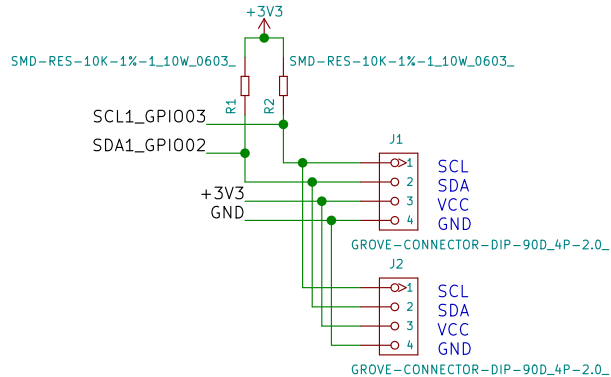 +3V3
SMD-RES-10K-1%-1_10W_0603_
SMD-RES-10K-1%-1_10W_0603_
R1
R2
SCL1_GPIO03
SDA1_GPIO02
+3V3
GND
J1
1 SCL
2 SDA
3 VCC
4 GND
GROVE-CONNECTOR-DIP-90D_4P-2.0_
J2
1 SCL
2 SDA
3 VCC
4 GND
GROVE-CONNECTOR-DIP-90D_4P-2.0_